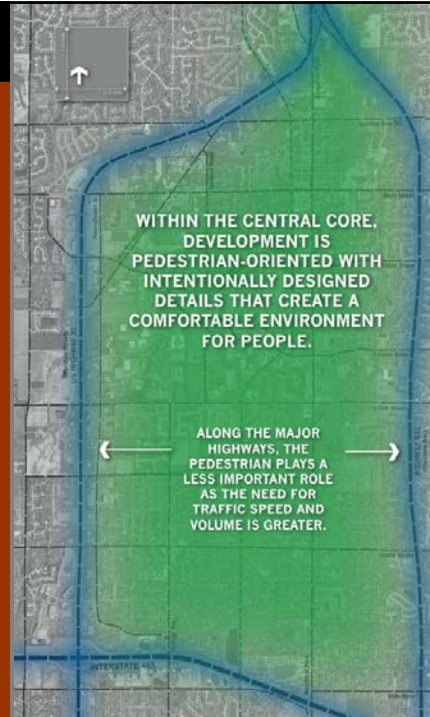 WITHIN THE CENTRAL CORE,
DEVELOPMENT IS
PEDESTRIAN-ORIENTED WITH
INTENTIONALLY DESIGNED
DETAILS THAT CREATE A
COMFORTABLE ENVIRONMENT
FOR PEOPLE.
ALONG THE MAJOR
HIGHWAYS, THE
PEDESTRIAN PLAYS A
LESS IMPORTANT ROLE
AS THE NEED FOR
TRAFFIC SPEED AND
VOLUME IS GREATER.
INTERSTATE 465